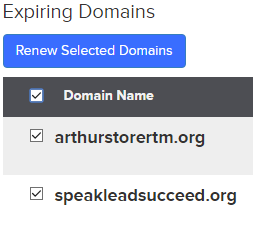 Expiring Domains
Renew Selected Domains
Domain Name
arthurstorertm.org
speakleadsucceed.org